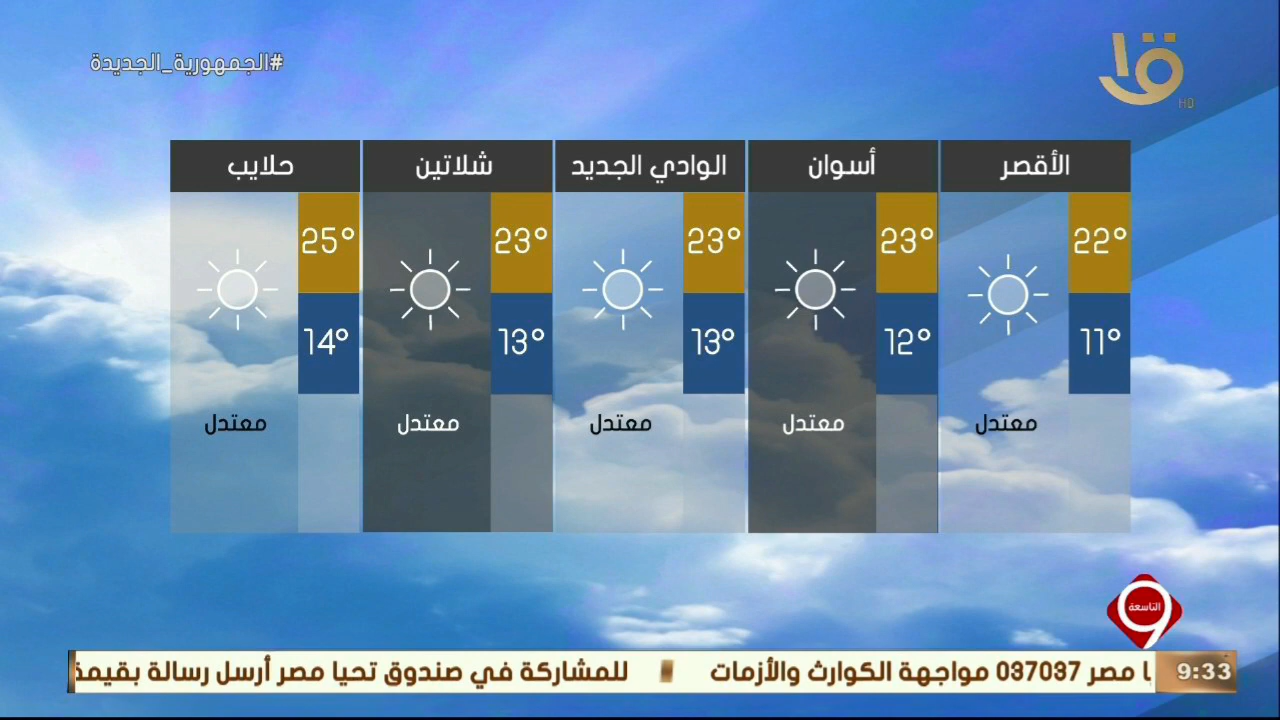 #الجمهورية_الجديدة
HD
الأقصر
أسوان
الوادي الجديد
شلاتين
حلايب
22°
23°
23°
23°
25°
11°
12°
13°
13°
14°
معتدل
معتدل
معتدل
معتدل
معتدل
التاسعة
9
9:33
مصر 037037 مواجهة الكوارث والأزمات
للمشاركة في صندوق تحيا مصر أرسل رسالة